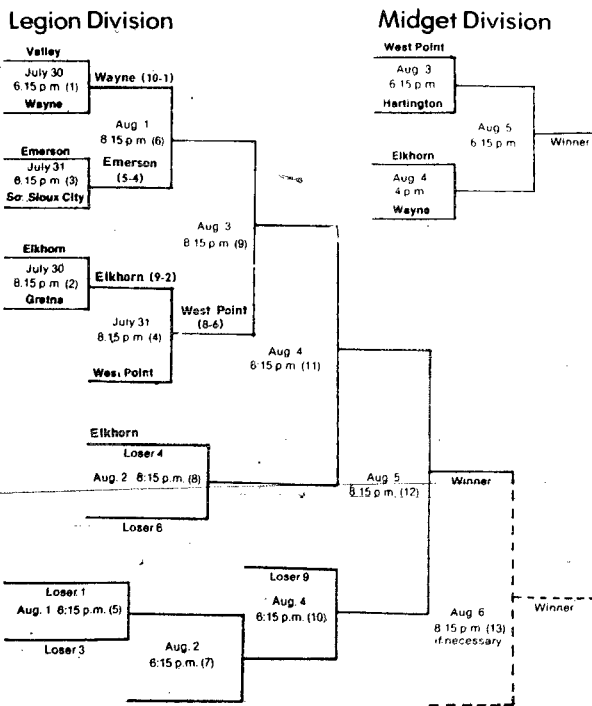 Legion Division
Valley
July 30
6.15 p m (1)
Wayne
Wayne (10-1)
Aug 1
8 15 p m (6)
Emerson
July 31
6.15 p m (3)
So. Sioux City
Emerson
(5-4)
Aug 3
8 15 p m (9)
Elkhorn
July 30
8.15 p m (2)
Gretna
Elkhorn (9-2)
July 31
8.15 p m (4)
West Point
West Point
(8-6)
Aug 4
8 15 p m (11)
Elkhorn
Loser 4
Aug. 2 8:15 p.m. (8)
Loser 6
Aug 5
8.15 p m, (12)
Winner
Loser 1
Aug. 1 6:15 p.m. (5)
Loser 3
Aug. 2
6:15 p.m. (7)
Loser 9
Aug. 4
6:15 p.m. (10)
Aug 6
8 15 p m (13)
if necessary
Winner
Midget Division
West Point
Aug 3
6 15 p m
Hartington
Elkhorn
Aug 4
4 p m
Wayne
Aug 5
6 15 p m
Winner